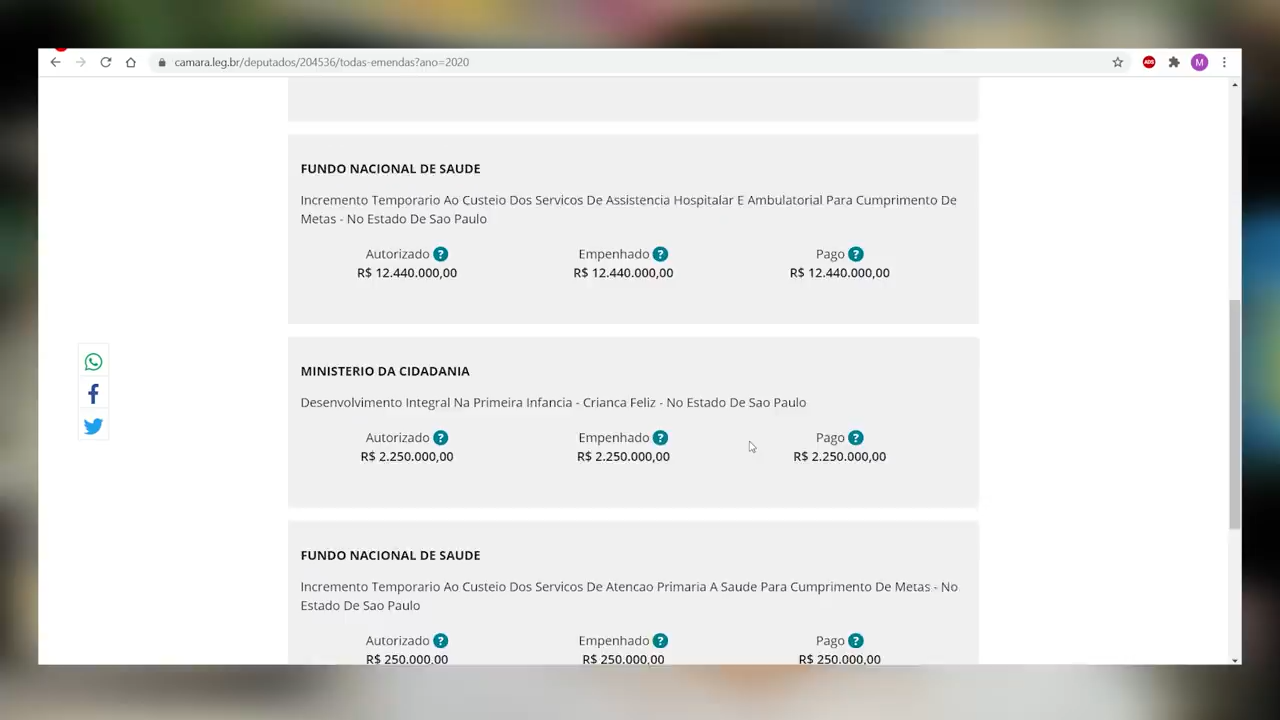 camara.leg.br/deputados/204536/todas-emendas?ano=2020
ABS
M
FUNDO NACIONAL DE SAUDE
Incremento Temporario Ao Custeio Dos Servicos De Assistencia Hospitalar E Ambulatorial Para Cumprimento De
Metas - No Estado De Sao Paulo
Autorizado ? Empenhado ? Pago ?
R$ 12.440.000,00 R$ 12.440.000,00 R$ 12.440.000,00
MINISTERIO DA CIDADANIA
Desenvolvimento Integral Na Primeira Infancia - Crianca Feliz - No Estado De Sao Paulo
Autorizado ? Empenhado ? Pago ?
R$ 2.250.000,00 R$ 2.250.000,00 R$ 2.250.000,00
FUNDO NACIONAL DE SAUDE
Incremento Temporario Ao Custeio Dos Servicos De Atencao Primaria A Saude Para Cumprimento De Metas - No
Estado De Sao Paulo
Autorizado ? Empenhado ? Pago ?
R$ 250.000,00 R$ 250.000,00 R$ 250.000,00